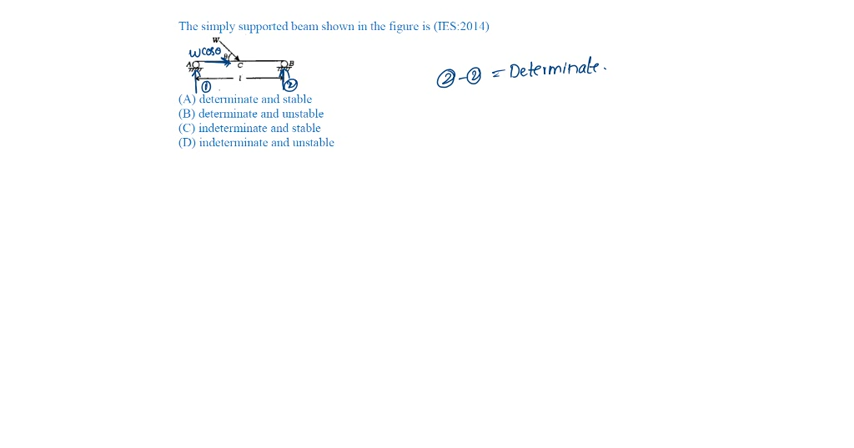 The simply supported beam shown in the figure is (IES:2014)
W
Wcosθ
A C B
l
① ②
②-② = Determinate.
(A) determinate and stable
(B) determinate and unstable
(C) indeterminate and stable
(D) indeterminate and unstable